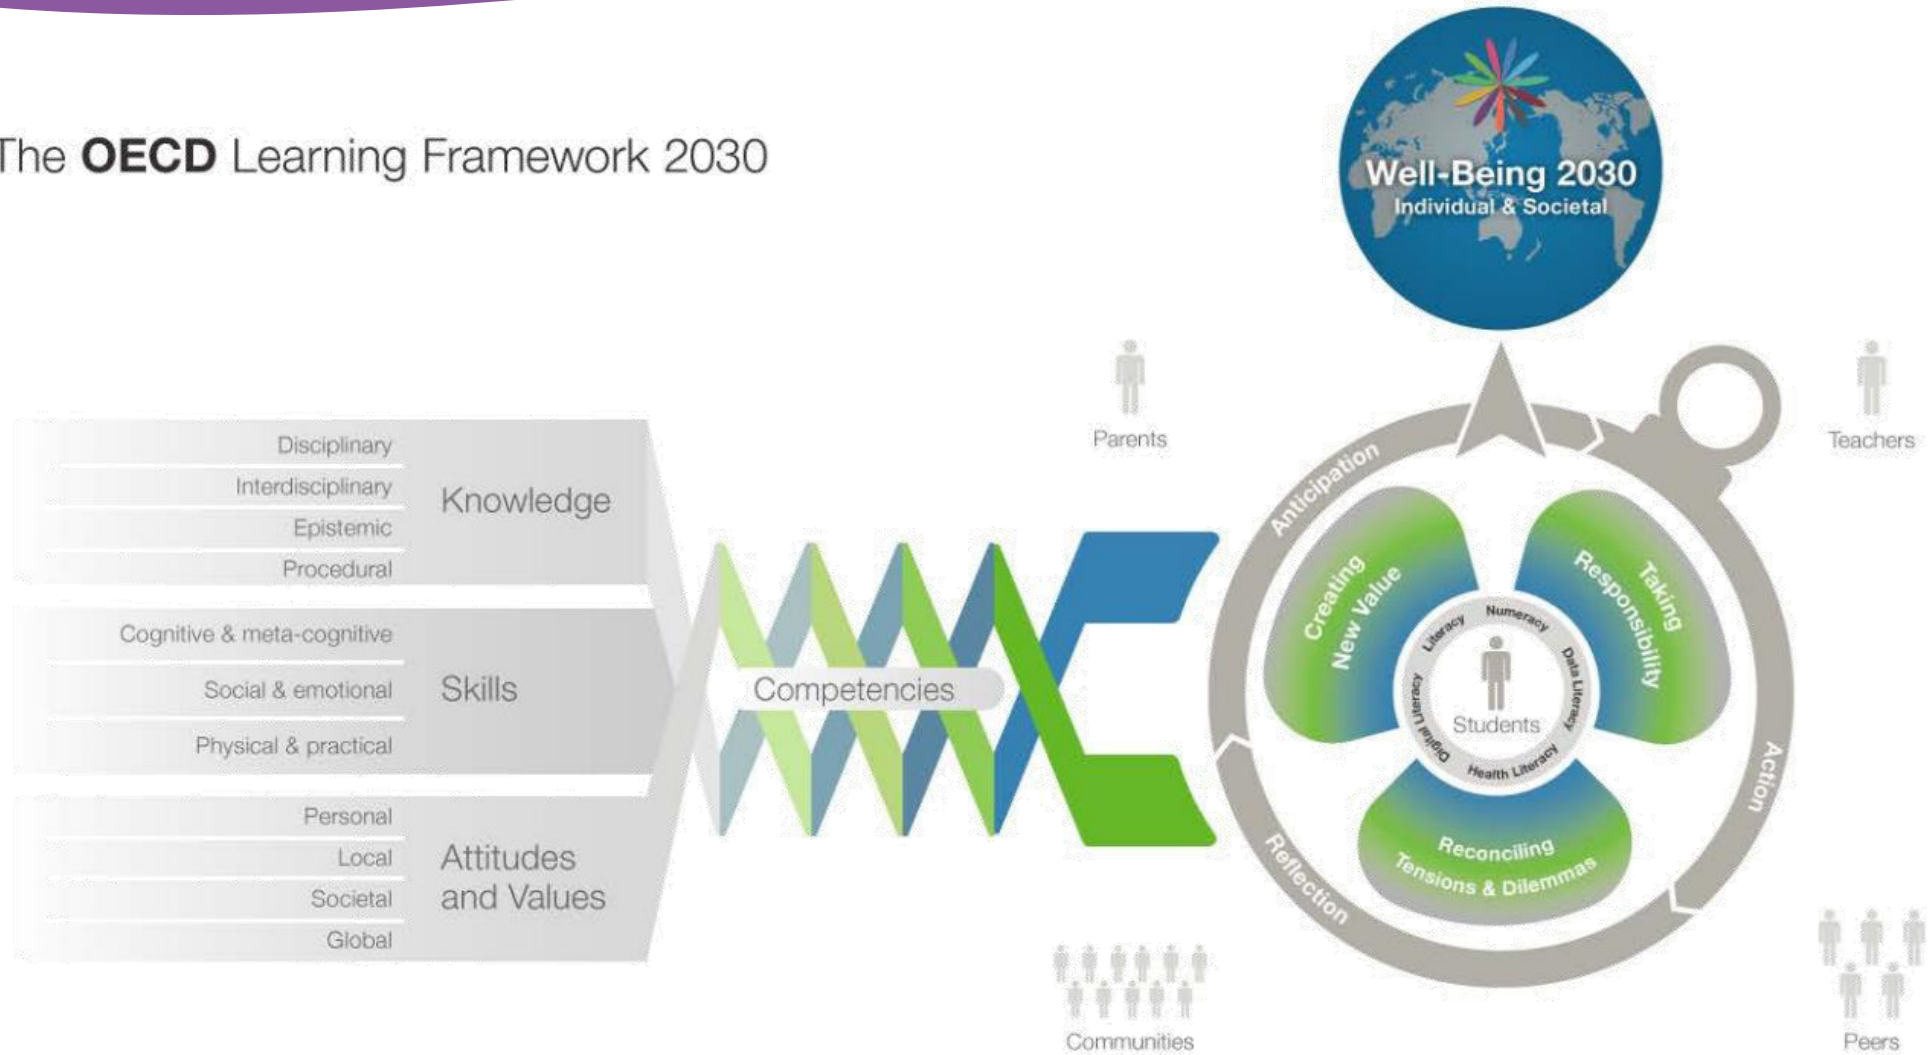 The OECD Learning Framework 2030
Well-Being 2030
Individual & Societal
Disciplinary
Interdisciplinary
Epistemic
Procedural
Knowledge
Cognitive & meta-cognitive
Social & emotional
Physical & practical
Skills
Personal
Local
Societal
Global
Attitudes
and Values
Competencies
Parents
Teachers
Anticipation
Action
Reflection
Creating
New Value
Taking
Responsibility
Reconciling
Tensions & Dilemmas
Literacy
Numeracy
Data Literacy
Health Literacy
Digital Literacy
Students
Communities
Peers